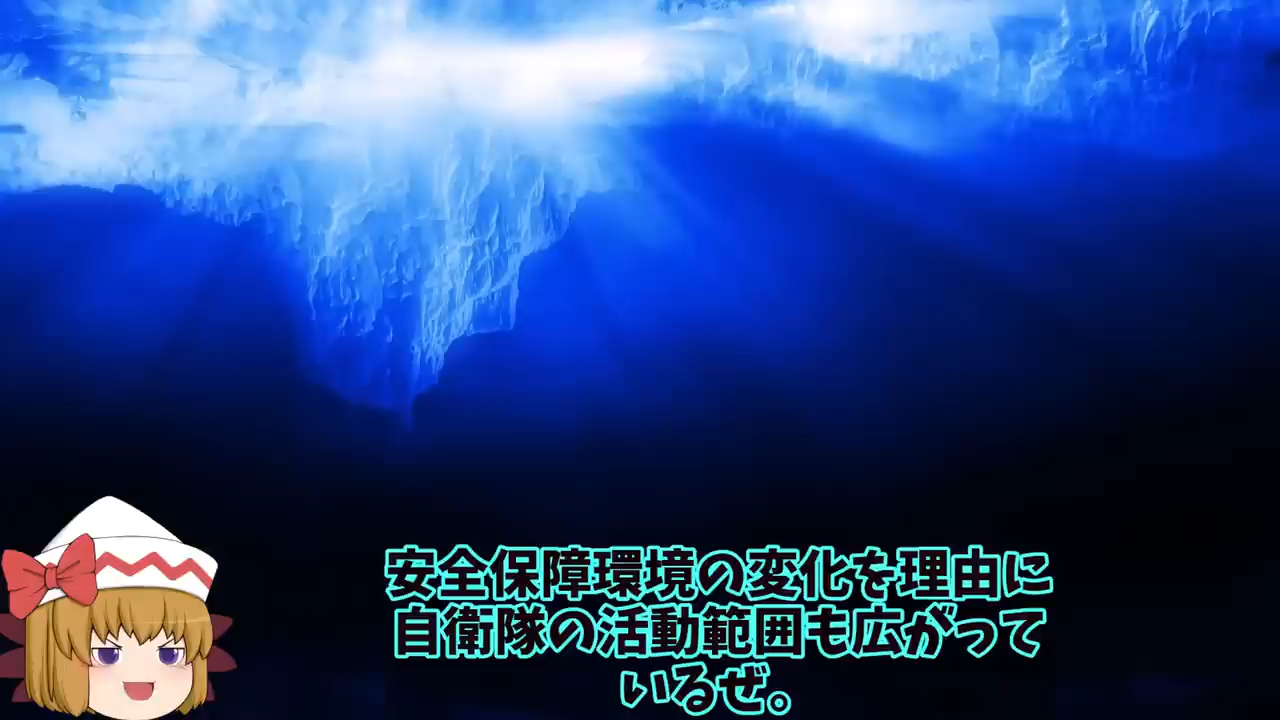 安全保障環境の変化を理由に
自衛隊の活動範囲も広がって
いるぜ。